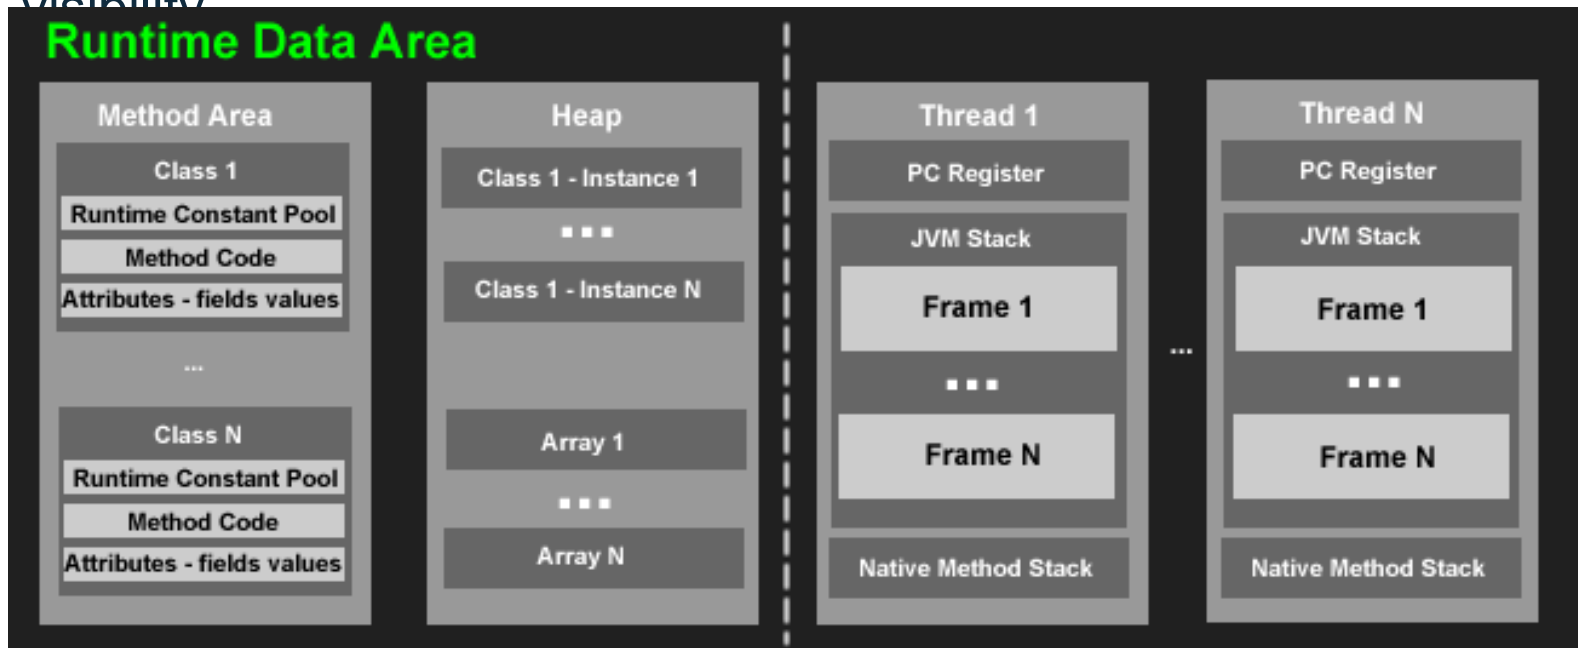 visibility
Runtime Data Area
Method Area
Class 1
Runtime Constant Pool
Method Code
Attributes - fields values
...
Class N
Runtime Constant Pool
Method Code
Attributes - fields values
Heap
Class 1 - Instance 1
...
Class 1 - Instance N
Array 1
...
Array N
Thread 1
PC Register
JVM Stack
Frame 1
...
Frame N
Native Method Stack
...
Thread N
PC Register
JVM Stack
Frame 1
...
Frame N
Native Method Stack